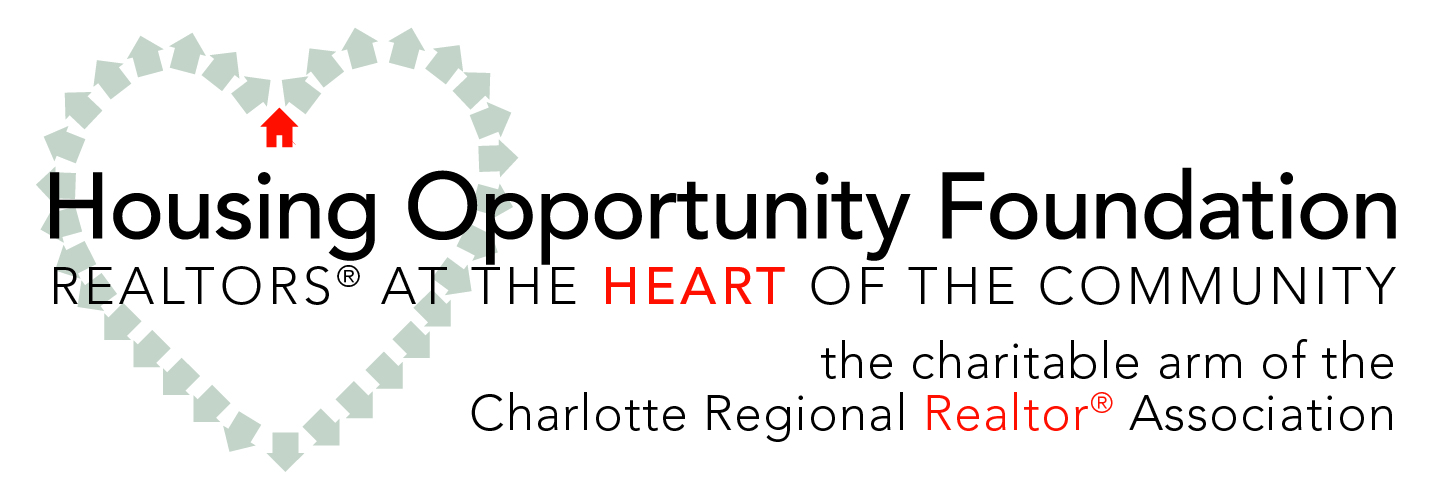 Housing Opportunity Foundation
REALTORS® AT THE HEART OF THE COMMUNITY
the charitable arm of the
Charlotte Regional Realtor® Association